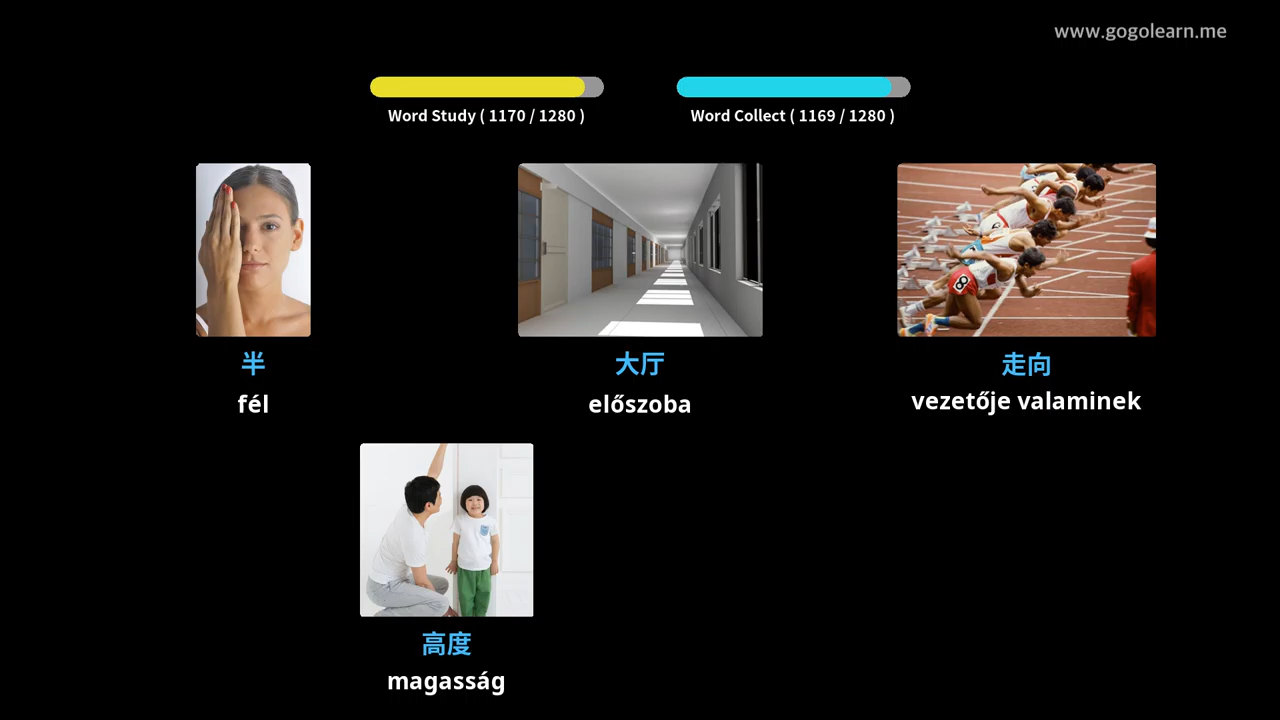 www.gogolearn.me
Word Study ( 1170 / 1280 )
Word Collect ( 1169 / 1280 )
半
fél
大厅
előszoba
走向
vezetője valaminek
8
高度
magasság